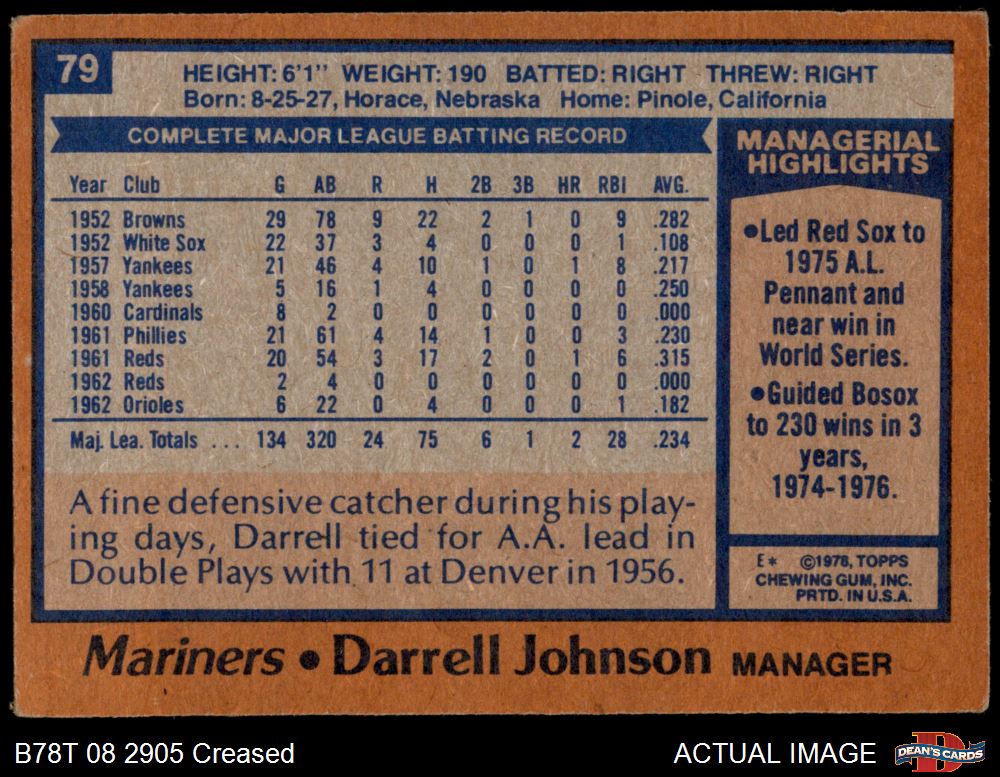 79
HEIGHT: 6'1" WEIGHT: 190 BATTED: RIGHT THREW: RIGHT
Born: 8-25-27, Horace, Nebraska Home: Pinole, California
COMPLETE MAJOR LEAGUE BATTING RECORD
Year Club G AB R H 2B 3B HR RBI AVG.
1952 Browns 29 78 9 22 2 1 0 9 .282
1952 White Sox 22 37 3 4 0 0 0 1 .108
1957 Yankees 21 46 4 10 1 0 1 8 .217
1958 Yankees 5 16 1 4 0 0 0 0 .250
1960 Cardinals 8 2 0 0 0 0 0 0 .000
1961 Phillies 21 61 4 14 1 0 0 3 .230
1961 Reds 20 54 3 17 2 0 1 6 .315
1962 Reds 2 4 0 0 0 0 0 0 .000
1962 Orioles 6 22 0 4 0 0 0 1 .182
Maj. Lea. Totals ... 134 320 24 75 6 1 2 28 .234
A fine defensive catcher during his play-
ing days, Darrell tied for A.A. lead in
Double Plays with 11 at Denver in 1956.
MANAGERIAL
HIGHLIGHTS
•Led Red Sox to
1975 A.L.
Pennant and
near win in
World Series.
•Guided Bosox
to 230 wins in 3
years,
1974-1976.
E* ©1978, TOPPS
CHEWING GUM, INC.
PRTD. IN U.S.A.
Mariners • Darrell Johnson MANAGER
B78T 08 2905 Creased
ACTUAL IMAGE
DEAN'S CARDS